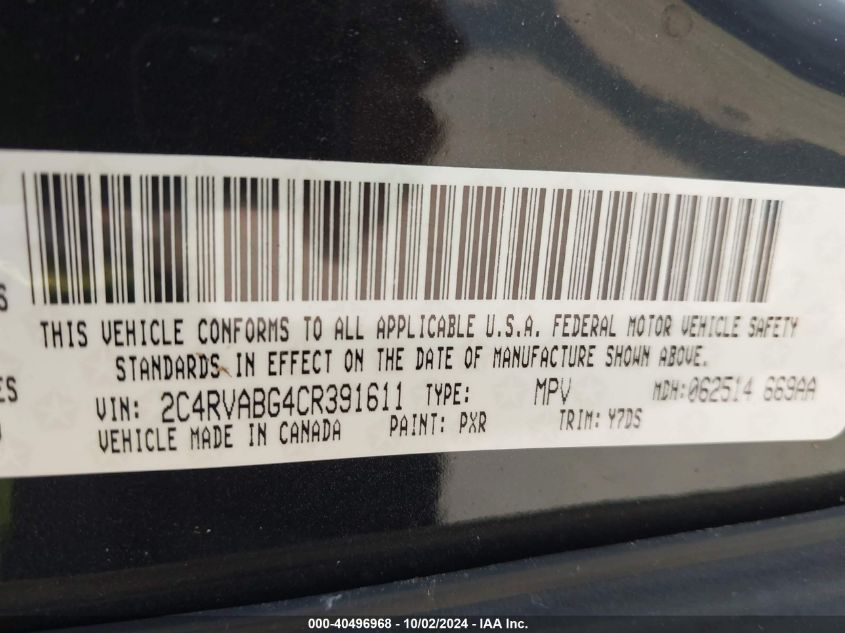 S
THIS VEHICLE CONFORMS TO ALL APPLICABLE U.S.A. FEDERAL MOTOR VEHICLE SAFETY
STANDARDS IN EFFECT ON THE DATE OF MANUFACTURE SHOWN ABOVE.
ES
VIN: 2C4RVABG4CR391611 TYPE: MPV MDH:062514 669AA
VEHICLE MADE IN CANADA PAINT: PXR TRIM: Y7DS
000-40496968 - 10/02/2024 - IAA Inc.